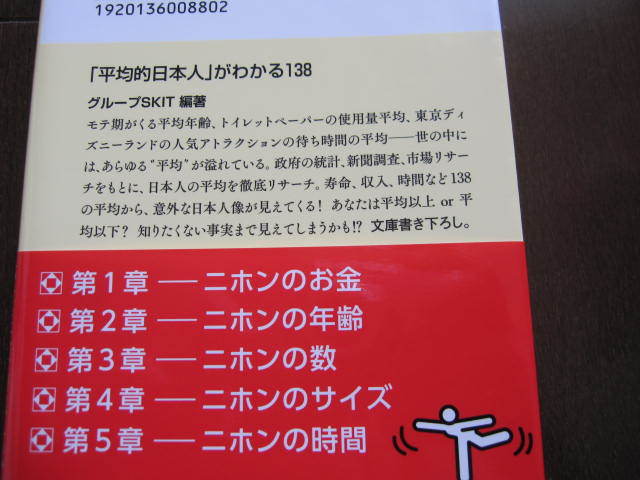 1920136008802
「平均的日本人」がわかる138
グループSKIT 編著
モテ期がくる平均年齢、トイレットペーパーの使用量平均、東京ディ
ズニーランドの人気アトラクションの待ち時間の平均──世の中に
は、あらゆる“平均”が溢れている。政府の統計、新聞調査、市場リサー
チをもとに、日本人の平均を徹底リサーチ。寿命、収入、時間など138
の平均から、意外な日本人像が見えてくる! あなたは平均以上 or 平
均以下? 知りたくない事実まで見えてしまうかも!? 文庫書き下ろし。
第1章──ニホンのお金
第2章──ニホンの年齢
第3章──ニホンの数
第4章──ニホンのサイズ
第5章──ニホンの時間